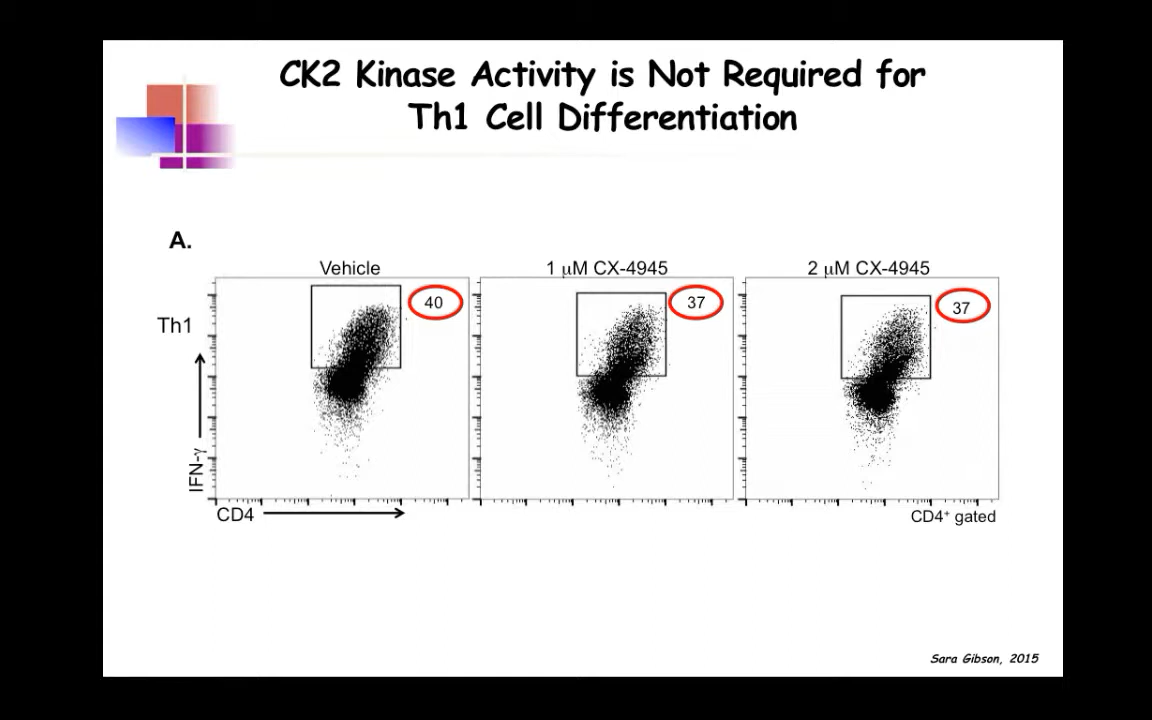 CK2 Kinase Activity is Not Required for
Th1 Cell Differentiation
A.
Vehicle
1 μM CX-4945
2 μM CX-4945
40
37
37
Th1
IFN-γ
CD4
CD4⁺ gated
Sara Gibson, 2015